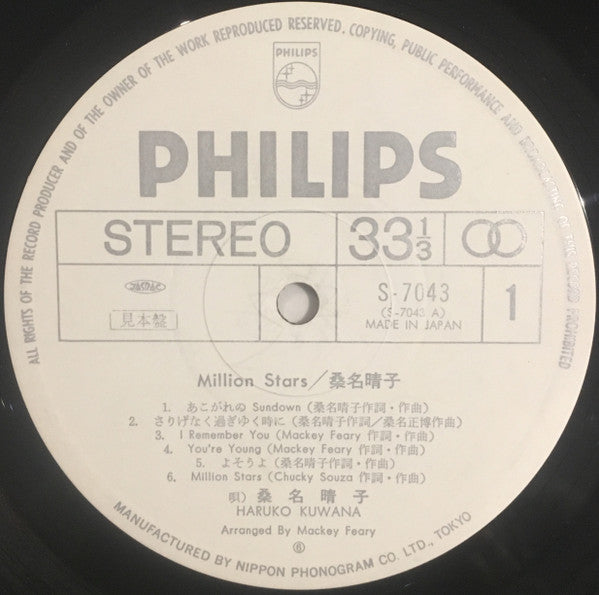 ALL RIGHTS OF THE RECORD PRODUCER AND OF THE OWNER OF THE WORK REPRODUCED RESERVED. COPYING, PUBLIC PERFORMANCE AND BROADCASTING OF THIS RECORD PROHIBITED
PHILIPS
PHILIPS
STEREO 33 1/3
JASRAC
見本盤
S-7043
(S-7043 A)
MADE IN JAPAN
1
Million Stars/桑名晴子
1. あこがれの Sundown (桑名晴子作詞・作曲)
2. さりげなく過ぎゆく時に (桑名晴子作詞/桑名正博作曲)
3. I Remember You (Mackey Feary 作詞・作曲)
4. You're Young (Mackey Feary 作詞・作曲)
5. よそうよ (桑名晴子作詞・作曲)
6. Million Stars (Chucky Souza 作詞・作曲)
唄) 桑名晴子
HARUKO KUWANA
Arranged By Mackey Feary
⑥
MANUFACTURED BY NIPPON PHONOGRAM CO. LTD., TOKYO